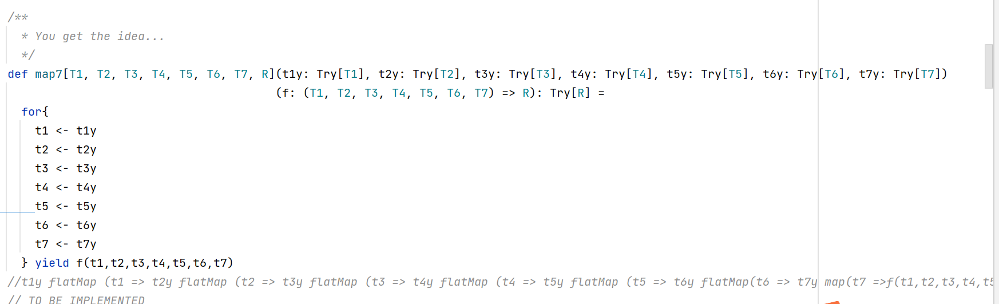 /**
* You get the idea...
*/
def map7[T1, T2, T3, T4, T5, T6, T7, R](t1y: Try[T1], t2y: Try[T2], t3y: Try[T3], t4y: Try[T4], t5y: Try[T5], t6y: Try[T6], t7y: Try[T7])
(f: (T1, T2, T3, T4, T5, T6, T7) => R): Try[R] =
for{
t1 <- t1y
t2 <- t2y
t3 <- t3y
t4 <- t4y
t5 <- t5y
t6 <- t6y
t7 <- t7y
} yield f(t1,t2,t3,t4,t5,t6,t7)
//t1y flatMap (t1 => t2y flatMap (t2 => t3y flatMap (t3 => t4y flatMap (t4 => t5y flatMap (t5 => t6y flatMap(t6 => t7y map(t7 =>f(t1,t2,t3,t4,t5
// TO BE IMPLEMENTED